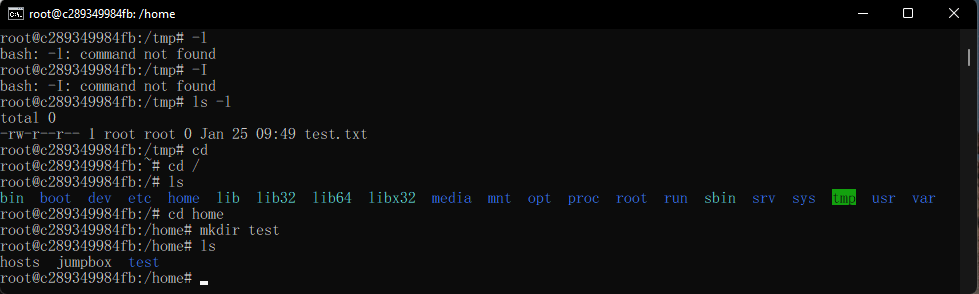 root@c289349984fb: /home
root@c289349984fb:/tmp# -l
bash: -l: command not found
root@c289349984fb:/tmp# -I
bash: -I: command not found
root@c289349984fb:/tmp# ls -l
total 0
-rw-r--r-- 1 root root 0 Jan 25 09:49 test.txt
root@c289349984fb:/tmp# cd
root@c289349984fb:~# cd /
root@c289349984fb:/# ls
bin boot dev etc home lib lib32 lib64 libx32 media mnt opt proc root run sbin srv sys tmp usr var
root@c289349984fb:/# cd home
root@c289349984fb:/home# mkdir test
root@c289349984fb:/home# ls
hosts jumpbox test
root@c289349984fb:/home#